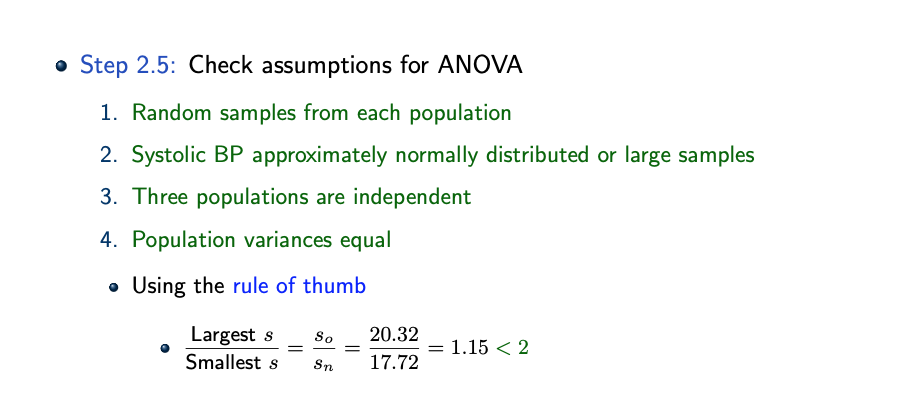 Step 2.5: Check assumptions for ANOVA
1. Random samples from each population
2. Systolic BP approximately normally distributed or large samples
3. Three populations are independent
4. Population variances equal
Using the rule of thumb
Largest s / Smallest s = s_o / s_n = 20.32 / 17.72 = 1.15 < 2